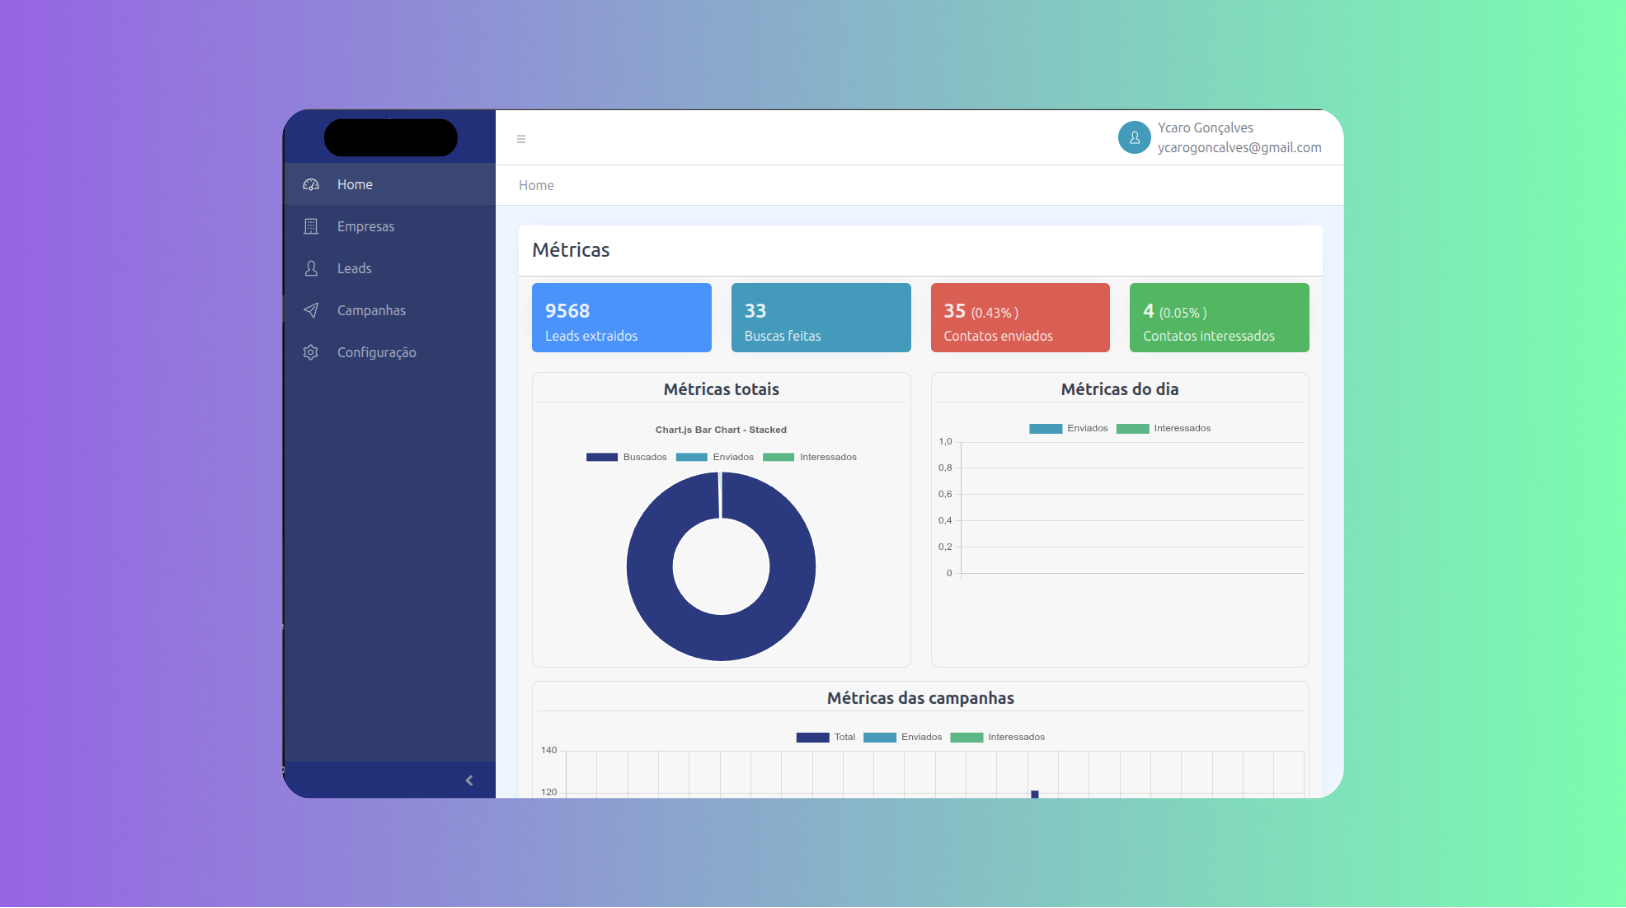 Ycaro Gonçalves
ycarogoncalves@gmail.com
Home
Empresas
Leads
Campanhas
Configuração
Home
Métricas
9568
Leads extraidos
33
Buscas feitas
35 (0.43% )
Contatos enviados
4 (0.05% )
Contatos interessados
Métricas totais
Chart.js Bar Chart - Stacked
Buscados Enviados Interessados
Métricas do dia
Enviados Interessados
1,0
0,8
0,6
0,4
0,2
0
Métricas das campanhas
Total Enviados Interessados
140
120